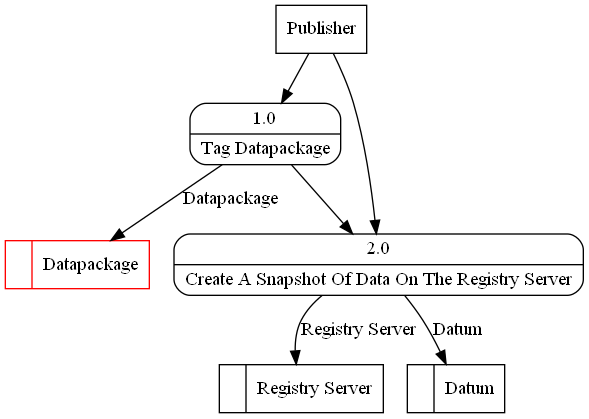 Publisher
1.0
Tag Datapackage
Datapackage
Datapackage
2.0
Create A Snapshot Of Data On The Registry Server
Registry Server
Datum
Registry Server
Datum